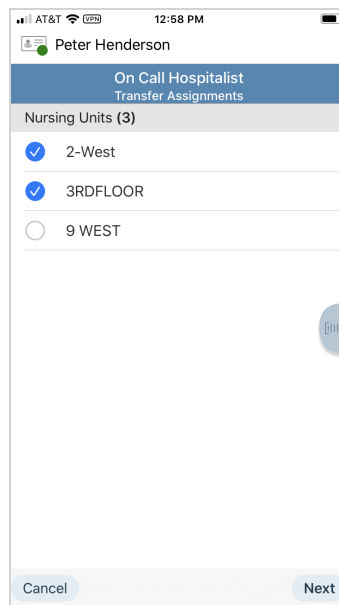 AT&T VPN 12:58 PM
Peter Henderson
On Call Hospitalist
Transfer Assignments
Nursing Units (3)
2-West
3RDFLOOR
9 WEST
Cancel Next